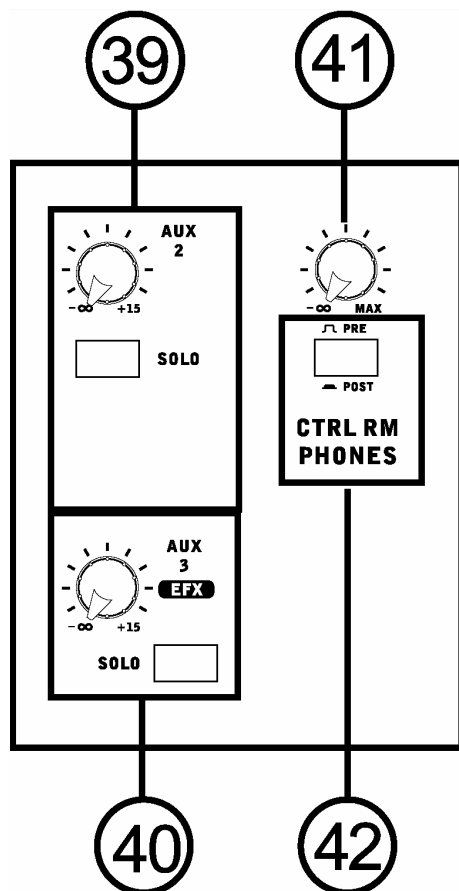 39
41
AUX
2
-∞ +15
SOLO
-∞ MAX
PRE
POST
CTRL RM
PHONES
AUX
3
EFX
-∞ +15
SOLO
40
42